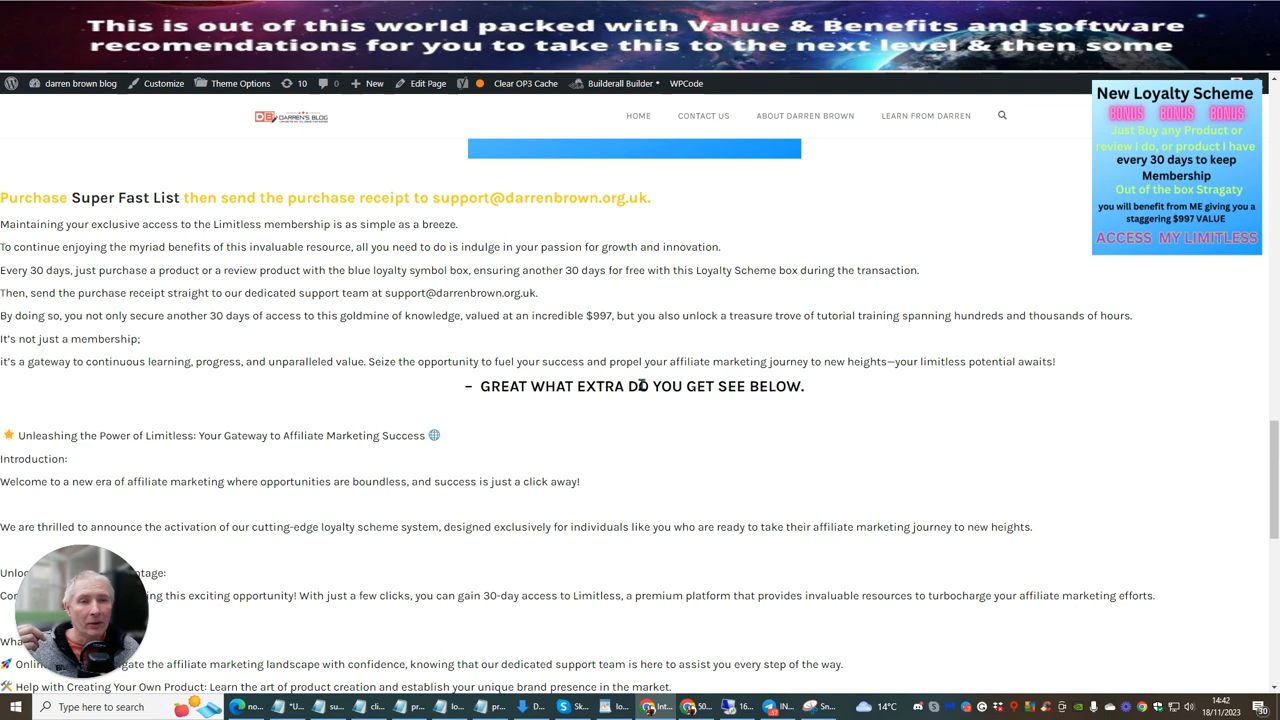 This is out of this world packed with Value & Benefits and software
recomendations for you to take this to the next level & then some
darren brown blog Customize Theme Options 10 0 New Edit Page Clear OP3 Cache Builderall Builder WPCode
New Loyalty Scheme
BONUS BONUS BONUS
Just Buy any Product or
review I do, or product I have
every 30 days to keep
Membership
Out of the box Stragaty
you will benefit from ME giving you a
staggering $997 VALUE
ACCESS MY LIMITLESS
DB DARREN'S BLOG
HOME CONTACT US ABOUT DARREN BROWN LEARN FROM DARREN
Purchase Super Fast List then send the purchase receipt to support@darrenbrown.org.uk.
Maintaining your exclusive access to the Limitless membership is as simple as a breeze.
To continue enjoying the myriad benefits of this invaluable resource, all you need to do is indulge in your passion for growth and innovation.
Every 30 days, just purchase a product or a review product with the blue loyalty symbol box, ensuring another 30 days for free with this Loyalty Scheme box during the transaction.
Then, send the purchase receipt straight to our dedicated support team at support@darrenbrown.org.uk.
By doing so, you not only secure another 30 days of access to this goldmine of knowledge, valued at an incredible $997, but you also unlock a treasure trove of tutorial training spanning hundreds and thousands of hours.
It's not just a membership;
it's a gateway to continuous learning, progress, and unparalleled value. Seize the opportunity to fuel your success and propel your affiliate marketing journey to new heights—your limitless potential awaits!
– GREAT WHAT EXTRA DO YOU GET SEE BELOW.
Unleashing the Power of Limitless: Your Gateway to Affiliate Marketing Success
Introduction:
Welcome to a new era of affiliate marketing where opportunities are boundless, and success is just a click away!
We are thrilled to announce the activation of our cutting-edge loyalty scheme system, designed exclusively for individuals like you who are ready to take their affiliate marketing journey to new heights.
this exciting opportunity! With just a few clicks, you can gain 30-day access to Limitless, a premium platform that provides invaluable resources to turbocharge your affiliate marketing efforts.
the affiliate marketing landscape with confidence, knowing that our dedicated support team is here to assist you every step of the way.
Help with Creating Your Own Product: Learn the art of product creation and establish your unique brand presence in the market.
Type here to search no... *U... su... cli... pr... lo... pr... D... Sk... lo... Int... 50... 16... IN... Sn... 14°C 14:42
18/11/2023